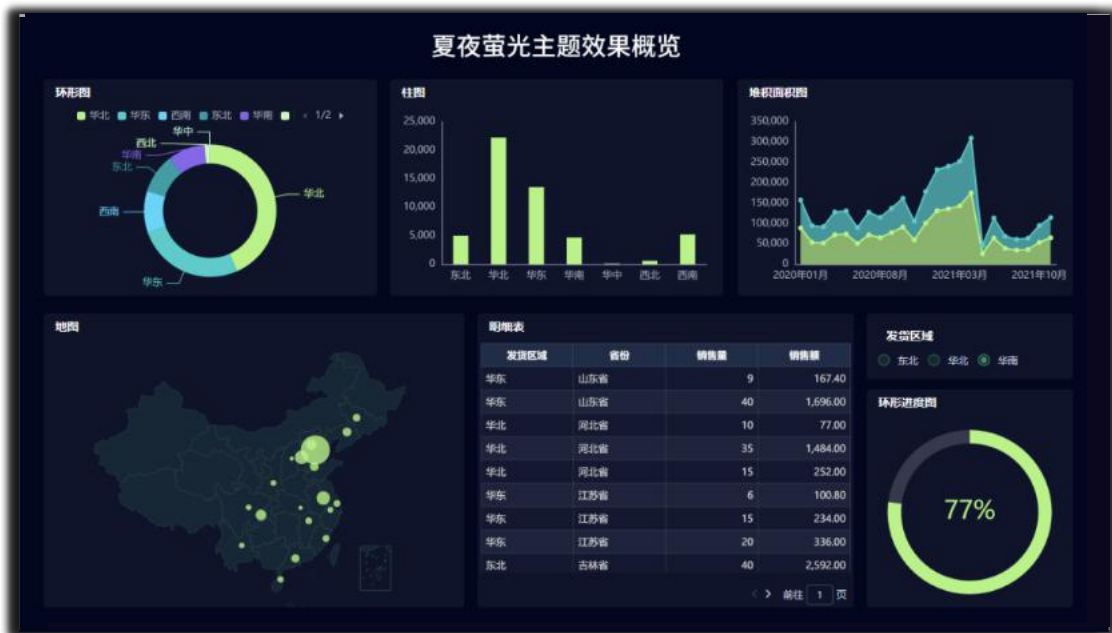 夏夜萤光主题效果概览
环形图
华北 华东 西南 东北 华南 1/2
华中
西北
华南
东北
华北
西南
华东
柱图
25,000
20,000
15,000
10,000
5,000
0
东北 华北 华东 华南 华中 西北 西南
堆积面积图
350,000
300,000
250,000
200,000
150,000
100,000
50,000
0
2020年01月 2020年08月 2021年03月 2021年10月
地图
明细表
发货区域 省份 销售量 销售额
华东 山东省 9 167.40
华东 山东省 40 1,696.00
华北 河北省 10 77.00
华北 河北省 35 1,484.00
华北 河北省 15 252.00
华东 江苏省 6 100.80
华东 江苏省 15 234.00
华东 江苏省 20 336.00
东北 吉林省 40 2,592.00
前往 1 页
发货区域
东北 华北 华南
环形进度图
77%